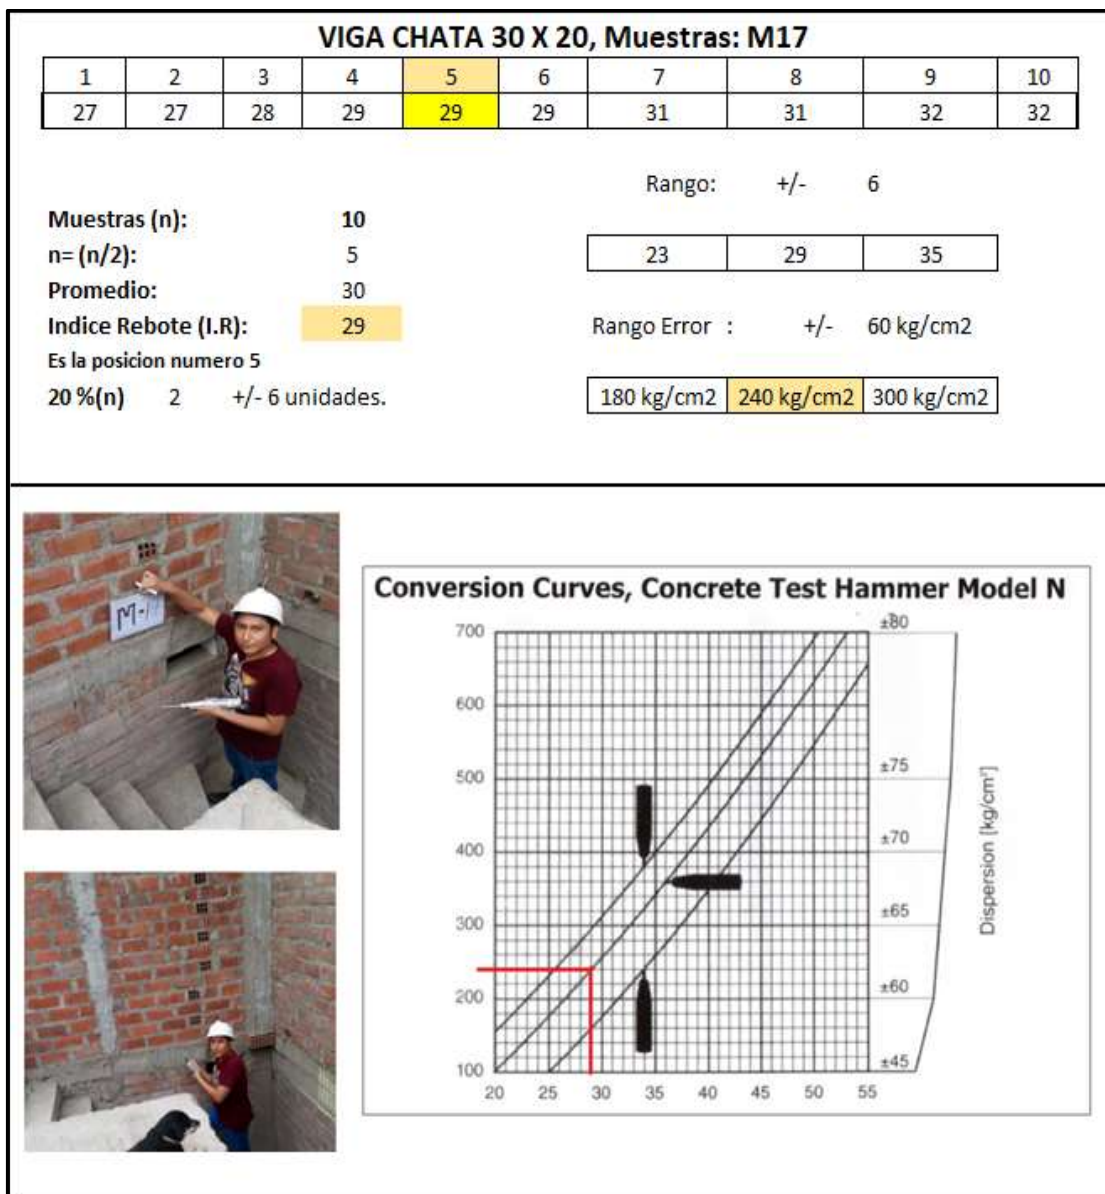 VIGA CHATA 30 X 20, Muestras: M17
1 2 3 4 5 6 7 8 9 10
27 27 28 29 29 29 31 31 32 32
Rango: +/- 6
Muestras (n): 10
n= (n/2): 5
23 29 35
Promedio: 30
Indice Rebote (I.R): 29
Rango Error : +/- 60 kg/cm2
Es la posicion numero 5
20 %(n) 2 +/- 6 unidades.
180 kg/cm2 240 kg/cm2 300 kg/cm2
Conversion Curves, Concrete Test Hammer Model N
700
600
500
400
300
200
100
20 25 30 35 40 45 50 55
±80
±75
±70
±65
±60
±45
Dispersion [kg/cm²]